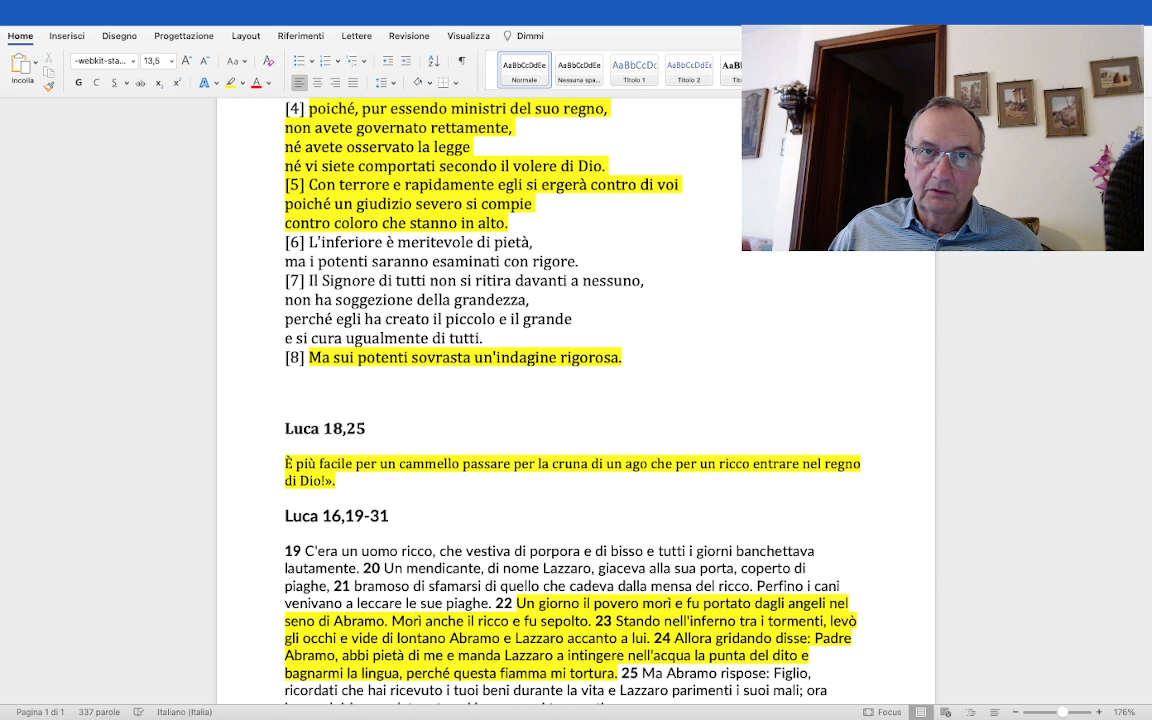 Home Inserisci Disegno Progettazione Layout Riferimenti Lettere Revisione Visualizza Dimmi
-webkit-sta... 13,5 A A Aa A
AaBbCcDdEe AaBbCcDdEe AaBbCcDc AaBbCcDdEe
Incolla G C S ab x x A A Normale Nessuna spa... Titolo 1 Titolo 2
[4] poiché, pur essendo ministri del suo regno,
non avete governato rettamente,
né avete osservato la legge
né vi siete comportati secondo il volere di Dio.
[5] Con terrore e rapidamente egli si ergerà contro di voi
poiché un giudizio severo si compie
contro coloro che stanno in alto.
[6] L'inferiore è meritevole di pietà,
ma i potenti saranno esaminati con rigore.
[7] Il Signore di tutti non si ritira davanti a nessuno,
non ha soggezione della grandezza,
perché egli ha creato il piccolo e il grande
e si cura ugualmente di tutti.
[8] Ma sui potenti sovrasta un'indagine rigorosa.
Luca 18,25
È più facile per un cammello passare per la cruna di un ago che per un ricco entrare nel regno
di Dio!».
Luca 16,19-31
19 C'era un uomo ricco, che vestiva di porpora e di bisso e tutti i giorni banchettava
lautamente. 20 Un mendicante, di nome Lazzaro, giaceva alla sua porta, coperto di
piaghe, 21 bramoso di sfamarsi di quello che cadeva dalla mensa del ricco. Perfino i cani
venivano a leccare le sue piaghe. 22 Un giorno il povero morì e fu portato dagli angeli nel
seno di Abramo. Morì anche il ricco e fu sepolto. 23 Stando nell'inferno tra i tormenti, levò
gli occhi e vide di lontano Abramo e Lazzaro accanto a lui. 24 Allora gridando disse: Padre
Abramo, abbi pietà di me e manda Lazzaro a intingere nell'acqua la punta del dito e
bagnarmi la lingua, perché questa fiamma mi tortura. 25 Ma Abramo rispose: Figlio,
ricordati che hai ricevuto i tuoi beni durante la vita e Lazzaro parimenti i suoi mali; ora
Pagina 1 di 1 337 parole Italiano (Italia) Focus 176%